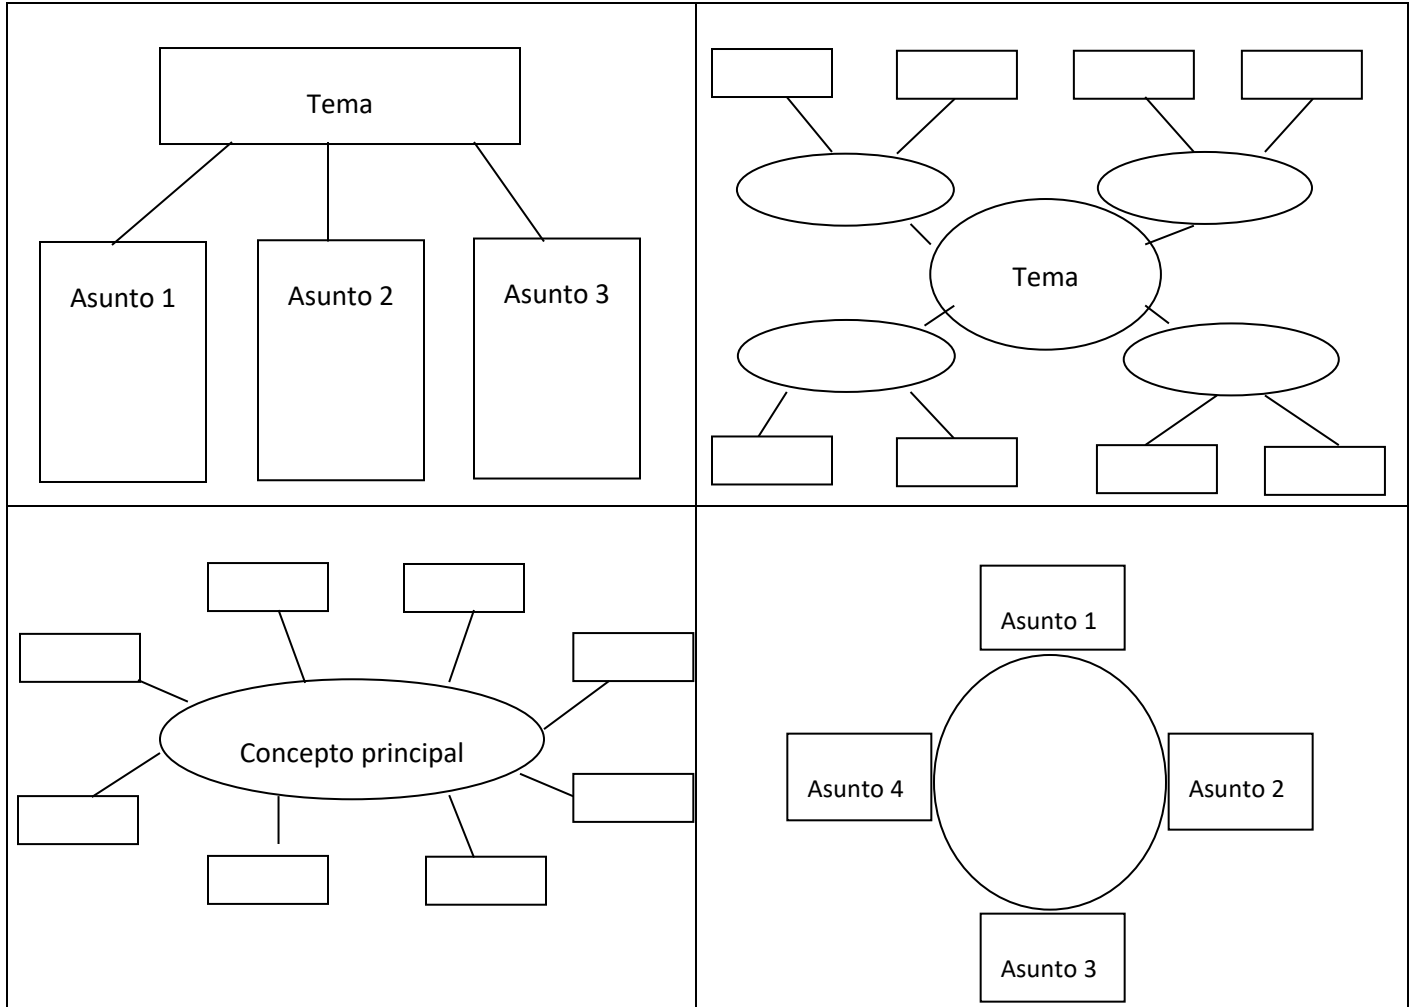 Tema
Asunto 1
Asunto 2
Asunto 3
Tema
Concepto principal
Asunto 1
Asunto 4
Asunto 2
Asunto 3